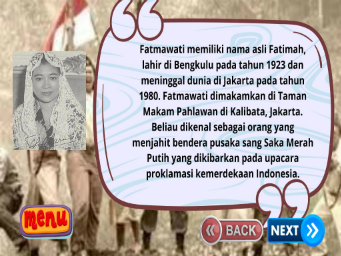 Fatmawati memiliki nama asli Fatimah,
lahir di Bengkulu pada tahun 1923 dan
meninggal dunia di Jakarta pada tahun
1980. Fatmawati dimakamkan di Taman
Makam Pahlawan di Kalibata, Jakarta.
Beliau dikenal sebagai orang yang
menjahit bendera pusaka sang Saka Merah
Putih yang dikibarkan pada upacara
proklamasi kemerdekaan Indonesia.
menu
BACK
NEXT